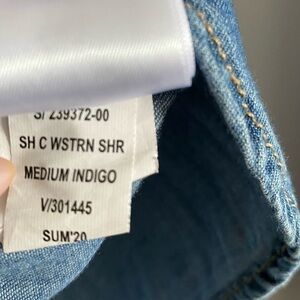 S/ 239372-00
SH C WSTRN SHR
MEDIUM INDIGO
V/301445
SUM'20